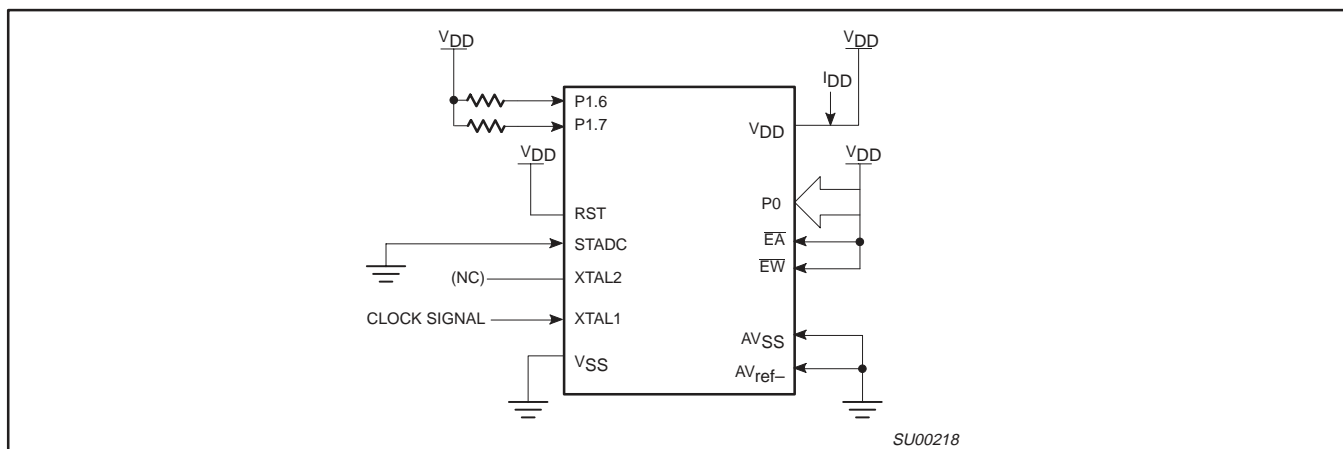 VDD
P1.6
P1.7
VDD
RST
STADC
(NC)
XTAL2
CLOCK SIGNAL
XTAL1
VSS
VDD
IDD
VDD
VDD
P0
EA
EW
AVSS
AVref–
SU00218